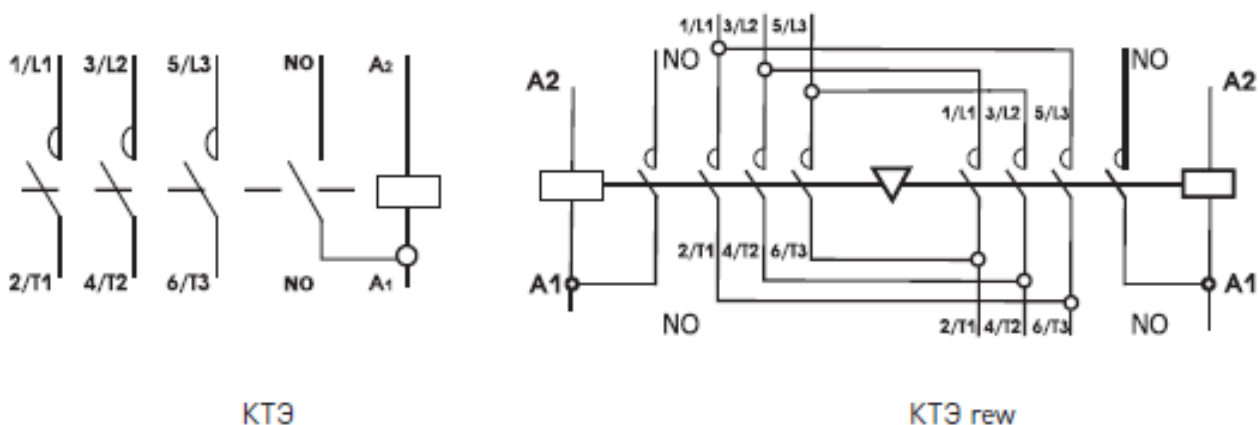 1/L1 3/L2 5/L3 NO A2
2/T1 4/T2 6/T3 NO A1
КТЭ
1/L1 3/L2 5/L3
NO NO
A2 A2
1/L1 3/L2 5/L3
2/T1 4/T2 6/T3
A1 A1
NO 2/T1 4/T2 6/T3 NO
КТЭ rew